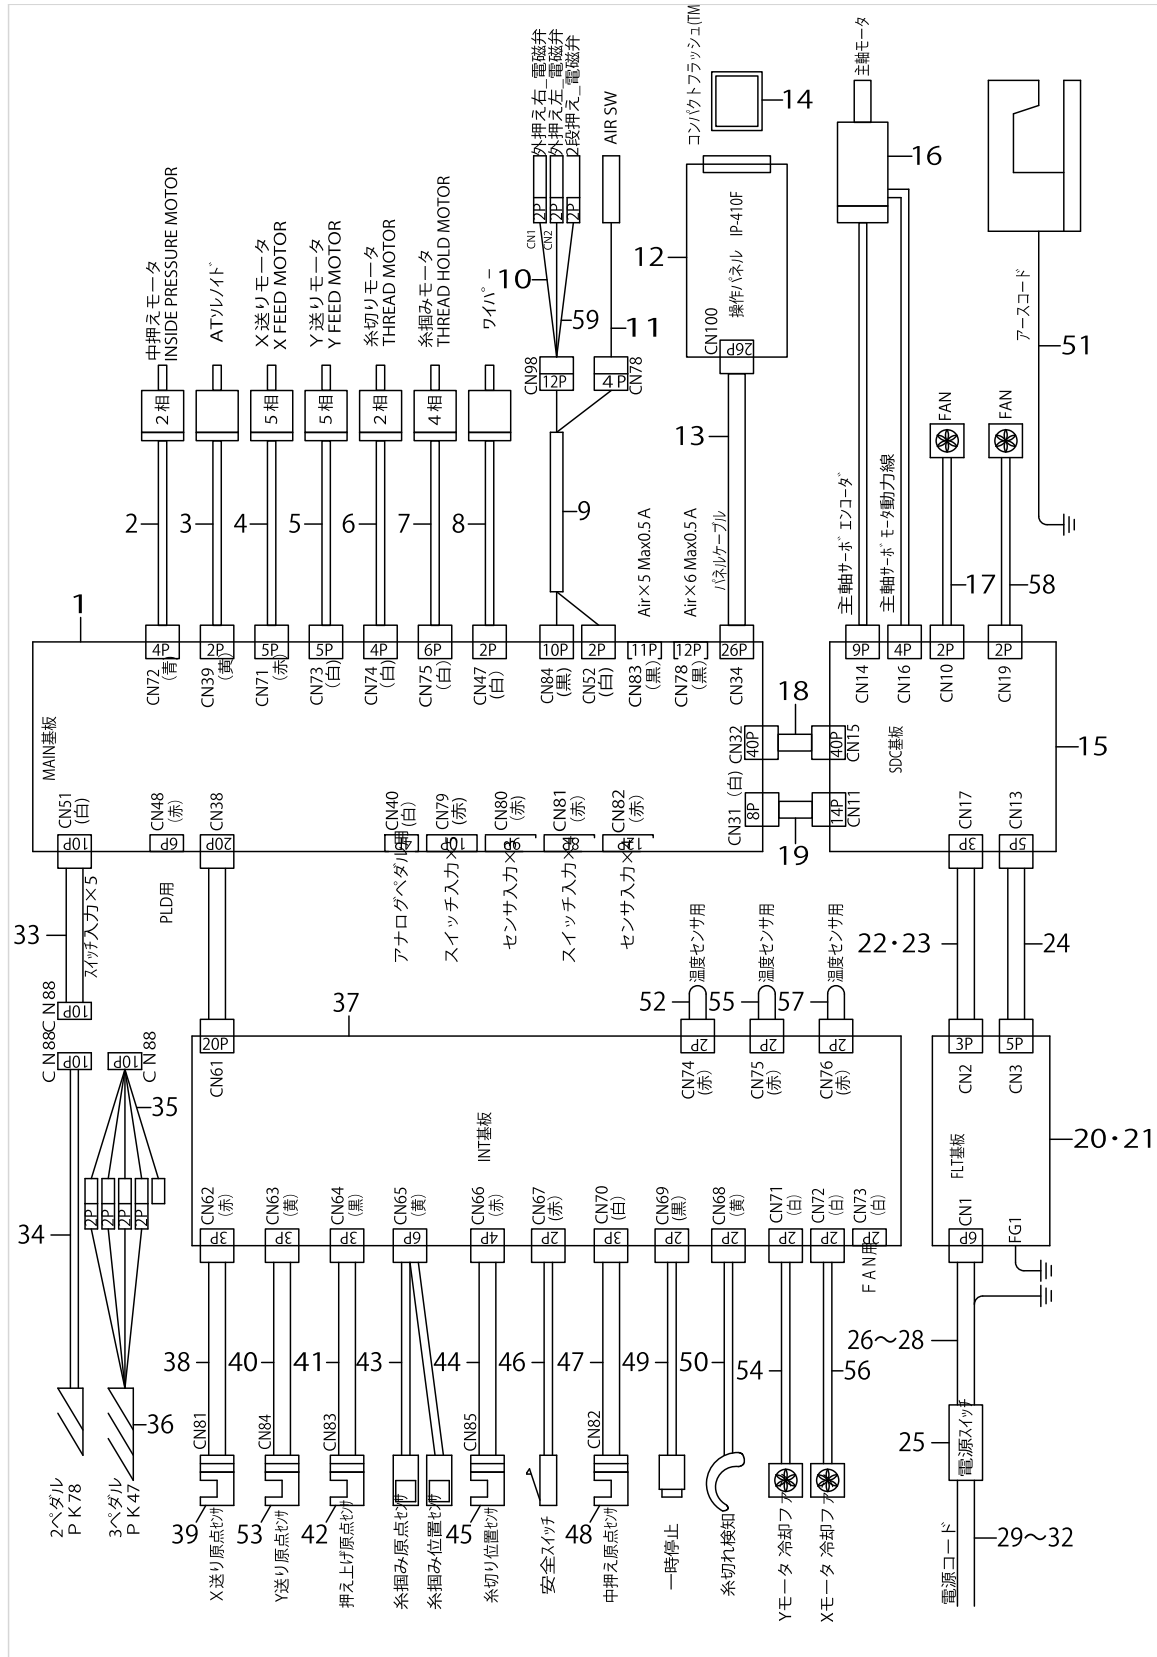 中押えモータ
INSIDE PRESSURE MOTOR
ATソレノイド
X送りモータ
X FEED MOTOR
Y送りモータ
Y FEED MOTOR
糸切りモータ
THREAD MOTOR
糸掴みモータ
THREAD HOLD MOTOR
ワイパー
外押え右_電磁弁
外押え左_電磁弁
2段押え_電磁弁
AIR SW
コンパクトフラッシュ(TM
主軸モータ
14
16
12
10
59
11
51
13
CN1
CN2
2P
2P
2P
CN98
12P
4P
CN78
CN100
26P
操作パネル IP-410F
アースコード
2相
5相
5相
2相
4相
FAN
FAN
2
3
4
5
6
7
8
9
Air×5 Max0.5A
Air×6 Max0.5A
パネルケーブル
主軸サーボエンコーダ
主軸サーボモータ動力線
17
58
1
4P
CN72
(青)
2P
CN39
(黄)
5P
CN71
(赤)
5P
CN73
(白)
4P
CN74
(白)
6P
CN75
(白)
2P
CN47
(白)
10P
CN84
(黒)
2P
CN52
(白)
11P
CN83
(黒)
12P
CN78
(黒)
26P
CN34
9P
CN14
4P
CN16
2P
CN10
2P
CN19
MAIN基板
SDC基板
15
18
CN32
40P
40P
CN15
CN31 (白)
8P
14P
CN11
19
CN51
(白)
10P
CN48
(赤)
6P
CN38
20P
CN40
(白)
4P
アナログペダル用
CN79
(赤)
10P
スイッチ入力×5
CN80
(赤)
9P
センサ入力×3
CN81
(赤)
8P
スイッチ入力×4
CN82
(赤)
12P
センサ入力×4
CN17
3P
CN13
5P
33
スイッチ入力×5
PLD用
22・23
24
CN88
10P
CN88
10P
10P
CN88
37
52
温度センサ用
55
温度センサ用
57
温度センサ用
20P
CN61
2P
CN74
(赤)
2P
CN75
(赤)
2P
CN76
(赤)
3P
CN2
5P
CN3
35
2P
2P
2P
2P
34
INT基板
FLT基板
20・21
CN62
(赤)
3P
CN63
(黄)
3P
CN64
(黒)
3P
CN65
(黄)
6P
CN66
(赤)
4P
CN67
(赤)
2P
CN70
(白)
3P
CN69
(黒)
2P
CN68
(黄)
2P
CN71
(白)
2P
CN72
(白)
2P
CN73
(白)
2P
FAN用
CN1
6P
FG1
38
40
41
43
44
46
47
49
50
54
56
26〜28
36
CN81
CN84
CN83
CN85
CN82
25
電源スイッチ
2ペダル
PK78
3ペダル
PK47
39
X送り原点センサ
53
Y送り原点センサ
42
押え上げ原点センサ
糸掴み原点センサ
糸掴み位置センサ
45
糸切り位置センサ
安全スイッチ
48
中押え原点センサ
一時停止
糸切れ検知
Yモータ 冷却ファ
Xモータ 冷却ファ
電源コード
29〜32